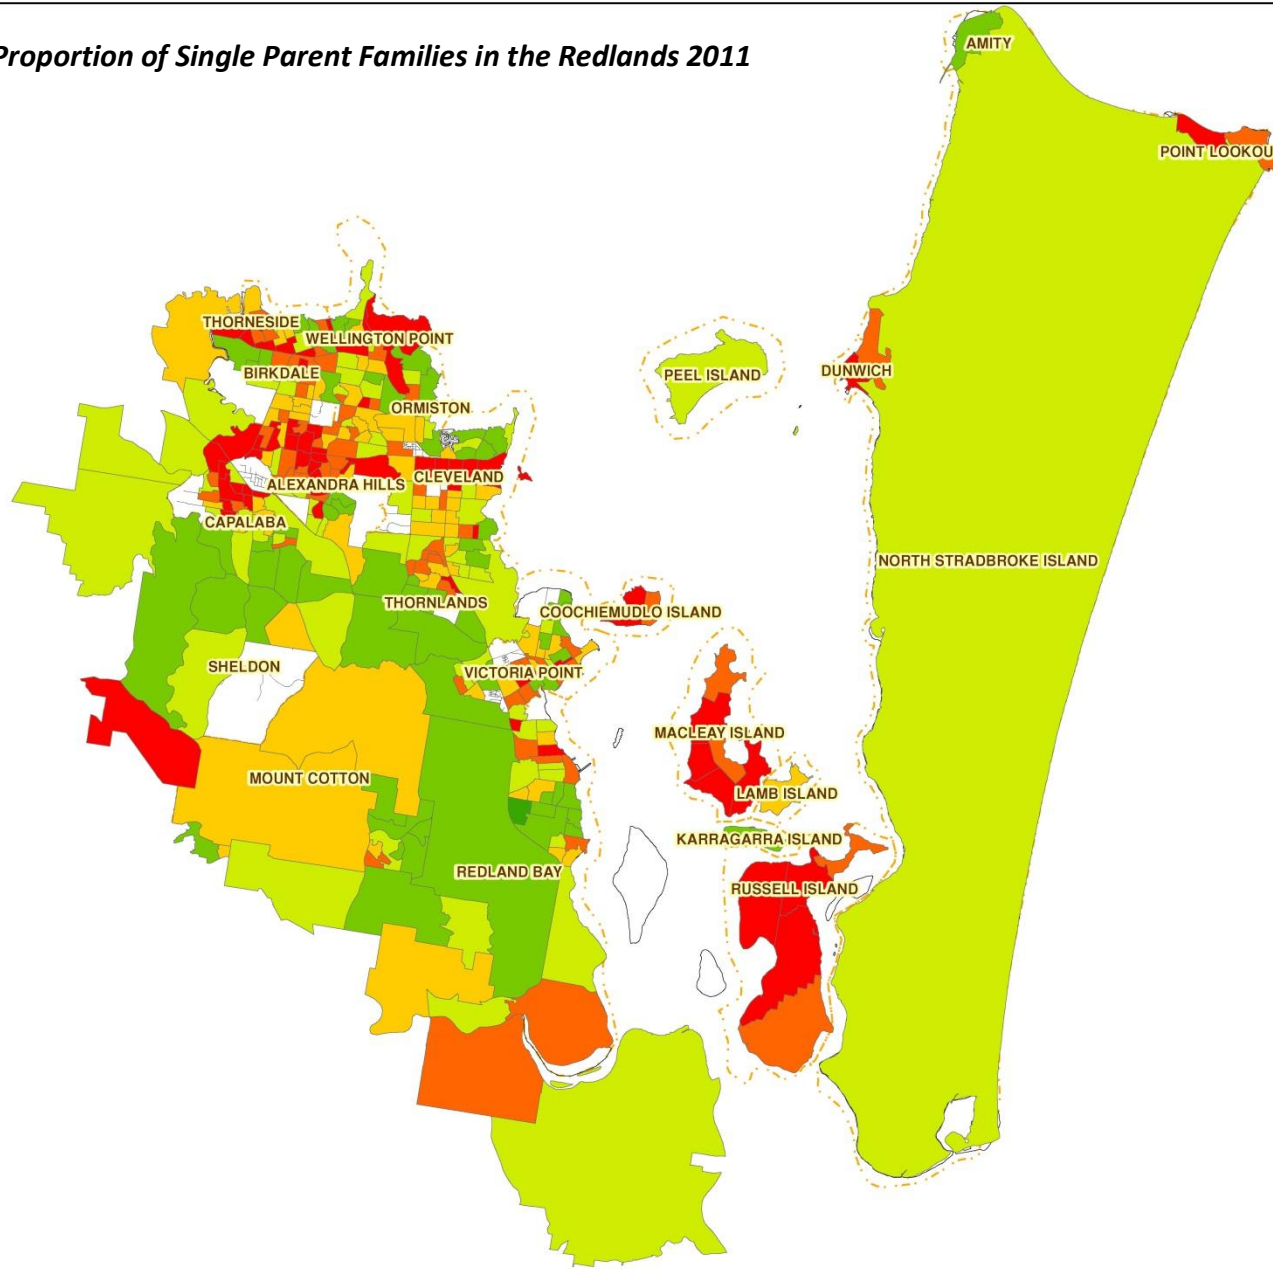 Proportion of Single Parent Families in the Redlands 2011
AMITY
POINT LOOKOU
THORNESIDE
WELLINGTON POINT
BIRKDALE
PEEL ISLAND
DUNWICH
ORMISTON
ALEXANDRA HILLS
CLEVELAND
CAPALABA
NORTH STRADBROKE ISLAND
THORNLANDS
COOCHIEMUDLO ISLAND
SHELDON
VICTORIA POINT
MACLEAY ISLAND
MOUNT COTTON
LAMB ISLAND
KARRAGARRA ISLAND
REDLAND BAY
RUSSELL ISLAND